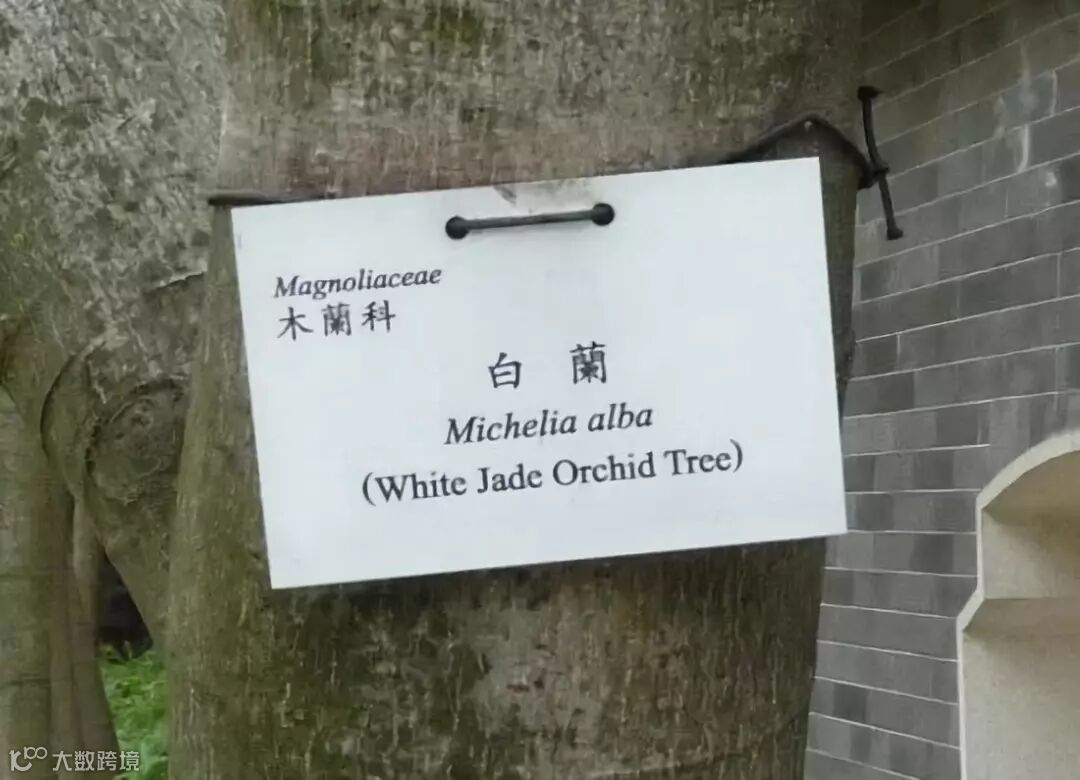 Magnoliaceae
木蘭科
白 蘭
Michelia alba
(White Jade Orchid Tree)
大数跨境